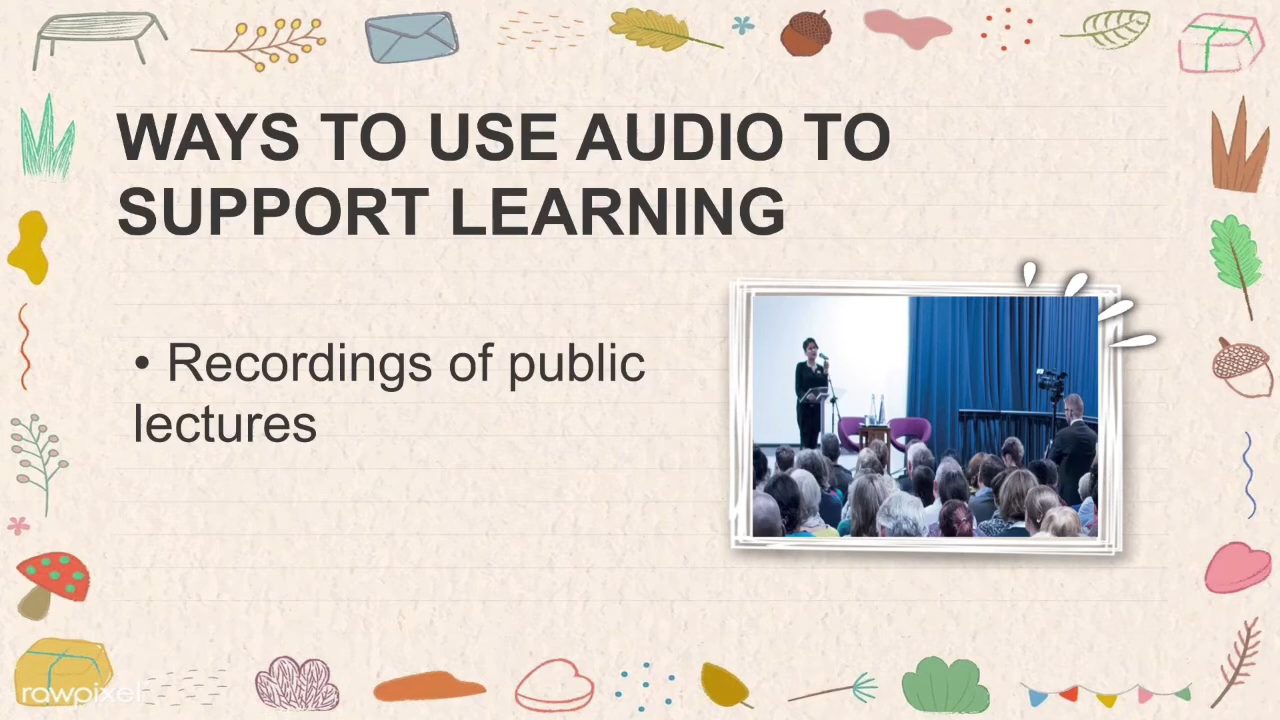 WAYS TO USE AUDIO TO
SUPPORT LEARNING
• Recordings of public
lectures
rawpixel